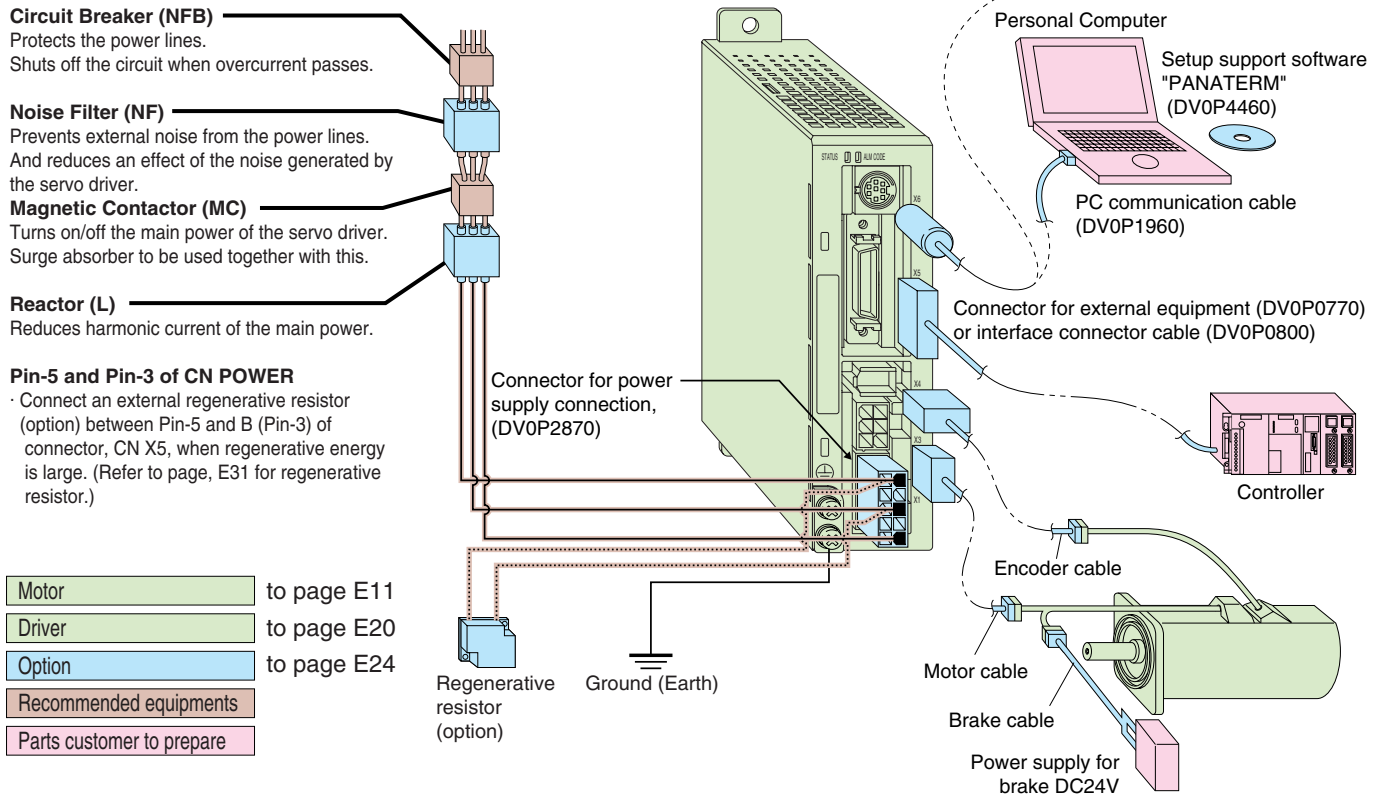 Circuit Breaker (NFB)
Protects the power lines.
Shuts off the circuit when overcurrent passes.
Noise Filter (NF)
Prevents external noise from the power lines.
And reduces an effect of the noise generated by
the servo driver.
Magnetic Contactor (MC)
Turns on/off the main power of the servo driver.
Surge absorber to be used together with this.
Reactor (L)
Reduces harmonic current of the main power.
Pin-5 and Pin-3 of CN POWER
· Connect an external regenerative resistor
(option) between Pin-5 and B (Pin-3) of
connector, CN X5, when regenerative energy
is large. (Refer to page, E31 for regenerative
resistor.)
Motor to page E11
Driver to page E20
Option to page E24
Recommended equipments
Parts customer to prepare
Connector for power
supply connection,
(DV0P2870)
Regenerative
resistor
(option)
Ground (Earth)
STATUS ALM CODE
X6
X5
X4
X3
X1
Personal Computer
Setup support software
"PANATERM"
(DV0P4460)
PC communication cable
(DV0P1960)
Connector for external equipment (DV0P0770)
or interface connector cable (DV0P0800)
Controller
Encoder cable
Motor cable
Brake cable
Power supply for
brake DC24V